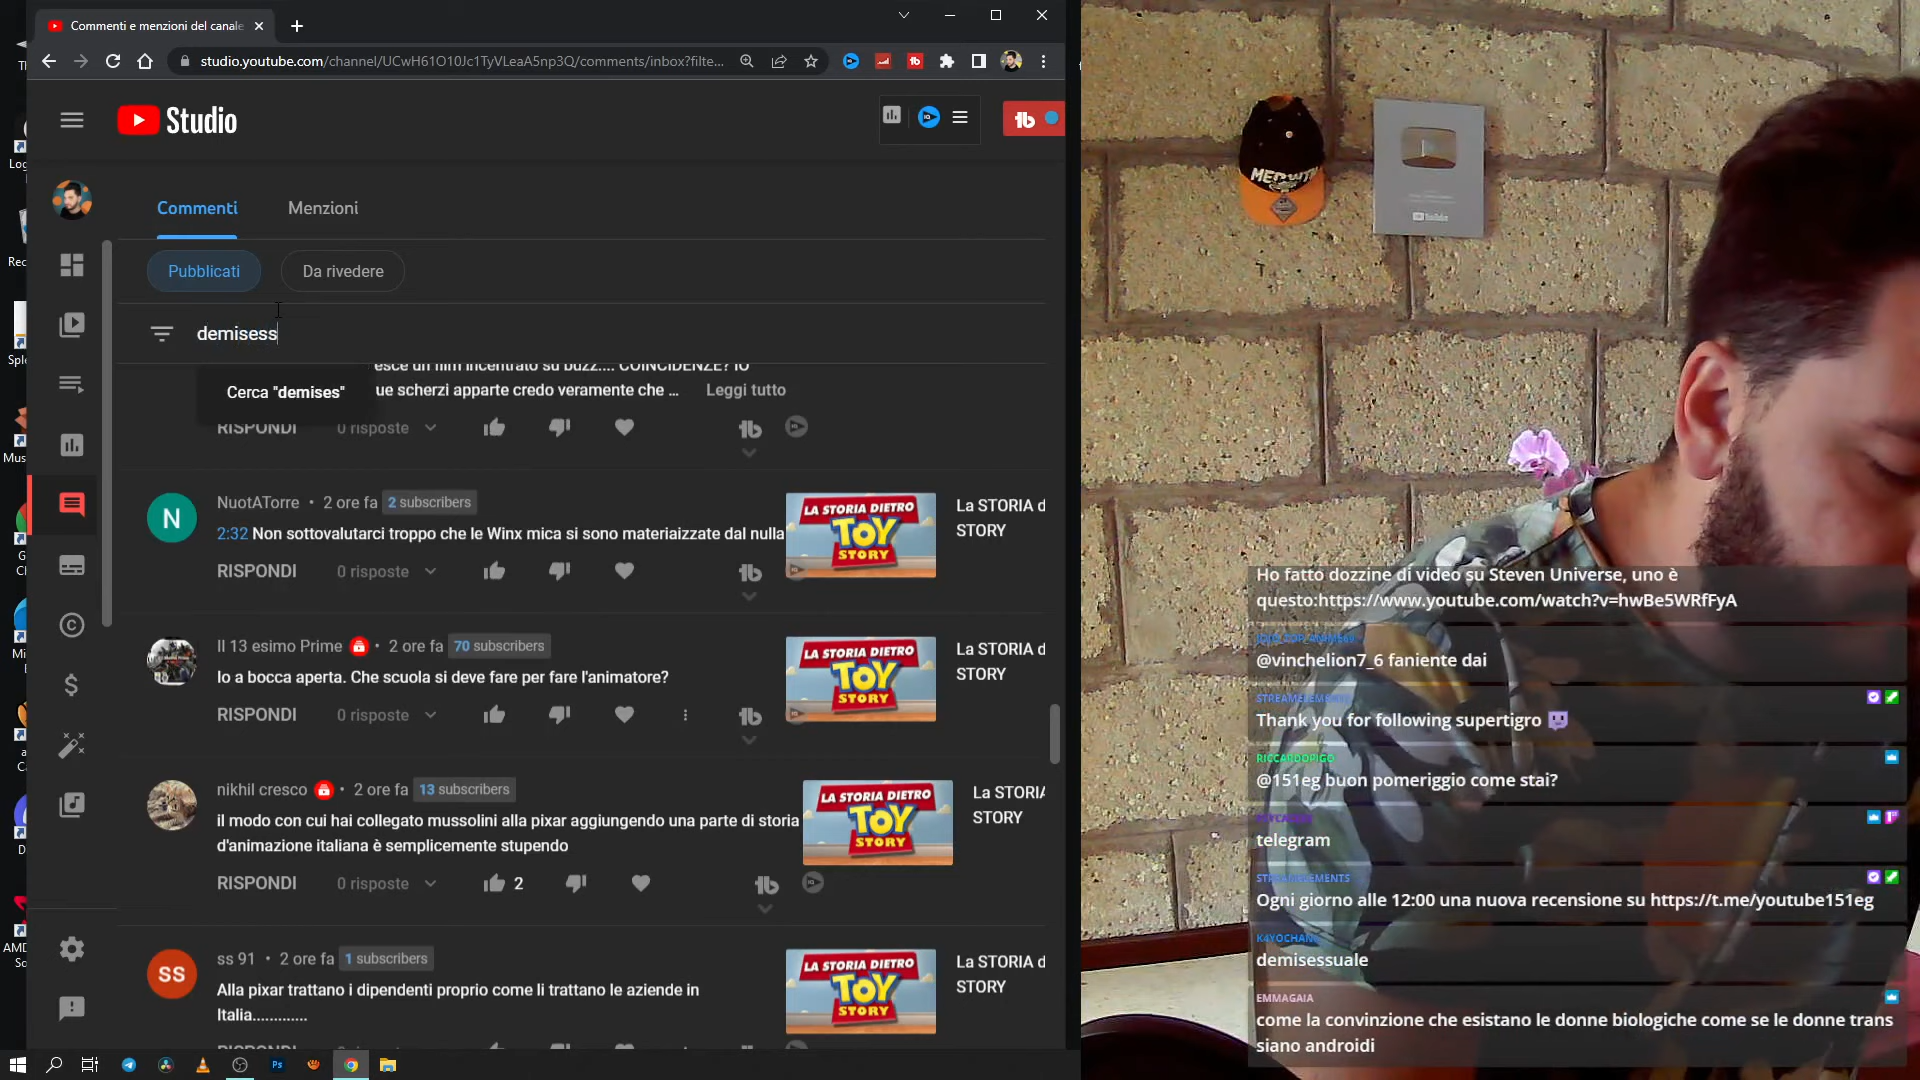 Commenti e menzioni del canale
studio.youtube.com/channel/UCwH61O10Jc1TyVLeaA5np3Q/comments/inbox?filte...
Studio
Commenti
Menzioni
Pubblicati
Da rivedere
demisess
Cerca "demises"
esce un film incentrato su buzz.... COINCIDENZE? IO
ue scherzi apparte credo veramente che ...
Leggi tutto
RISPONDI
0 risposte
NuotATorre • 2 ore fa 2 subscribers
2:32 Non sottovalutarci troppo che le Winx mica si sono materiaizzate dal nulla
RISPONDI
0 risposte
LA STORIA DIETRO
TOY
STORY
La STORIA d
STORY
Il 13 esimo Prime • 2 ore fa 70 subscribers
Io a bocca aperta. Che scuola si deve fare per fare l'animatore?
RISPONDI
0 risposte
LA STORIA DIETRO
TOY
STORY
La STORIA d
STORY
nikhil cresco • 2 ore fa 13 subscribers
il modo con cui hai collegato mussolini alla pixar aggiungendo una parte di storia
d'animazione italiana è semplicemente stupendo
RISPONDI
0 risposte
2
LA STORIA DIETRO
TOY
STORY
La STORIA
STORY
SS
ss 91 • 2 ore fa 1 subscribers
Alla pixar trattano i dipendenti proprio come li trattano le aziende in
Italia.............
LA STORIA DIETRO
TOY
STORY
La STORIA d
STORY
YouTube
Ho fatto dozzine di video su Steven Universe, uno è
questo:https://www.youtube.com/watch?v=hwBe5WRfFyA
@vinchelion7_6 faniente dai
STREAMELEMENTS
Thank you for following supertigro
RICCARDOPIGO
@151eg buon pomeriggio come stai?
telegram
STREAMELEMENTS
Ogni giorno alle 12:00 una nuova recensione su https://t.me/youtube151eg
K4YOCHAN
demisessuale
EMMAGAIA
come la convinzione che esistano le donne biologiche come se le donne trans
siano androidi